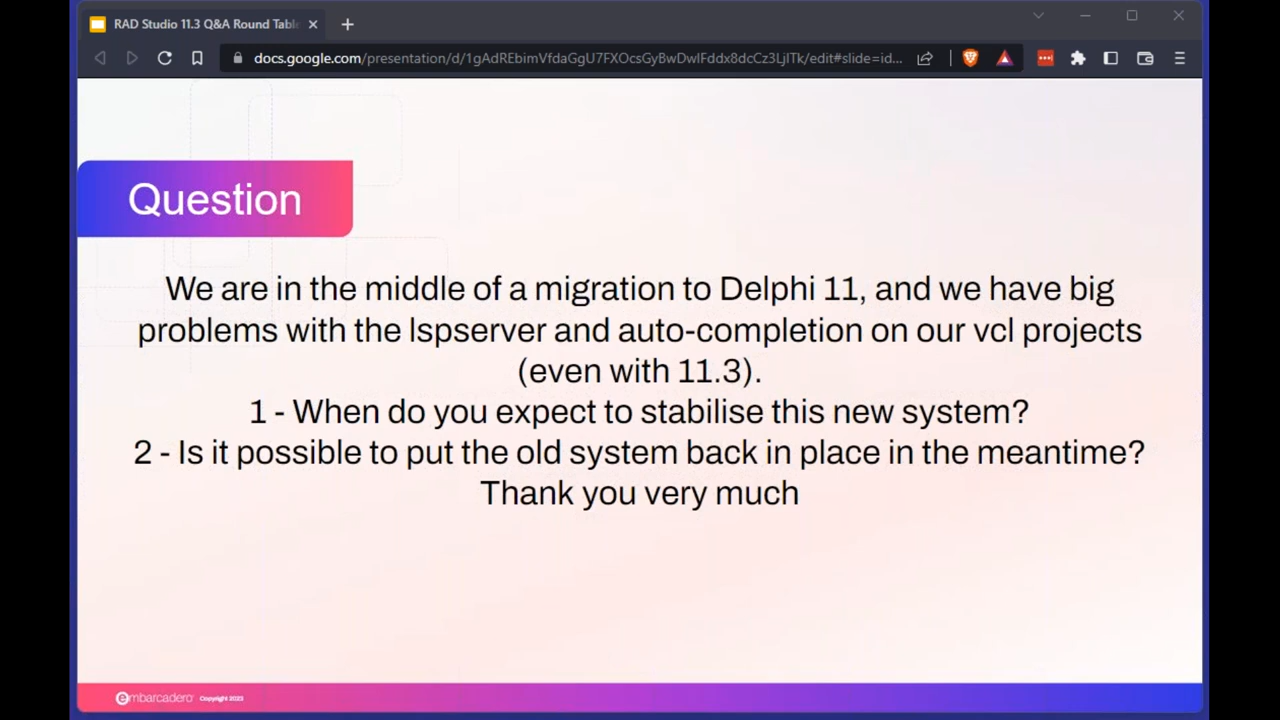 RAD Studio 11.3 Q&A Round Table
docs.google.com/presentation/d/1gAdREbimVfdaGgU7FXOcsGyBwDwlFddx8dcCz3LjlTk/edit#slide=id...
Question
We are in the middle of a migration to Delphi 11, and we have big
problems with the lspserver and auto-completion on our vcl projects
(even with 11.3).
1 - When do you expect to stabilise this new system?
2 - Is it possible to put the old system back in place in the meantime?
Thank you very much
embarcadero Copyright 2023